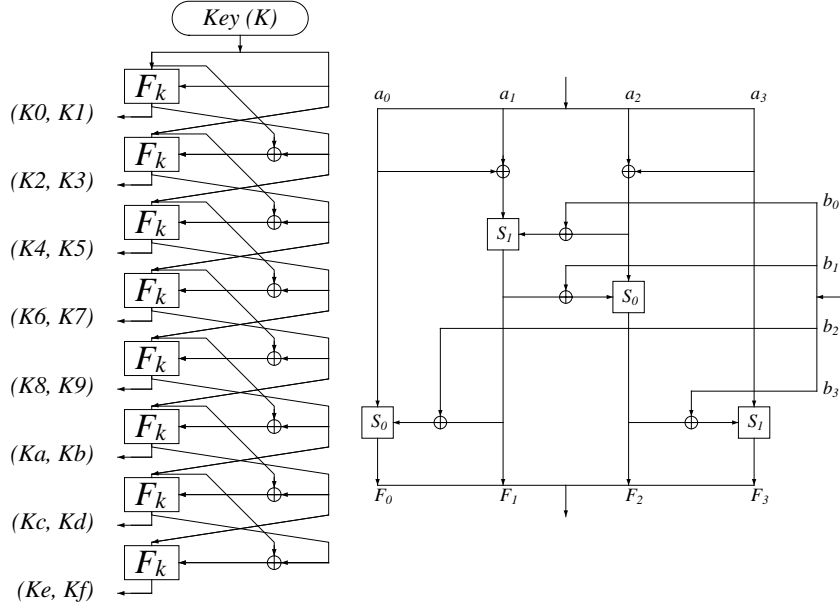 Key (K)
F_k
(K0, K1)
F_k
(K2, K3)
F_k
(K4, K5)
F_k
(K6, K7)
F_k
(K8, K9)
F_k
(Ka, Kb)
F_k
(Kc, Kd)
F_k
(Ke, Kf)
a_0 a_1 a_2 a_3
b_0
S_1
b_1
S_0
b_2
b_3
S_0 S_1
F_0 F_1 F_2 F_3